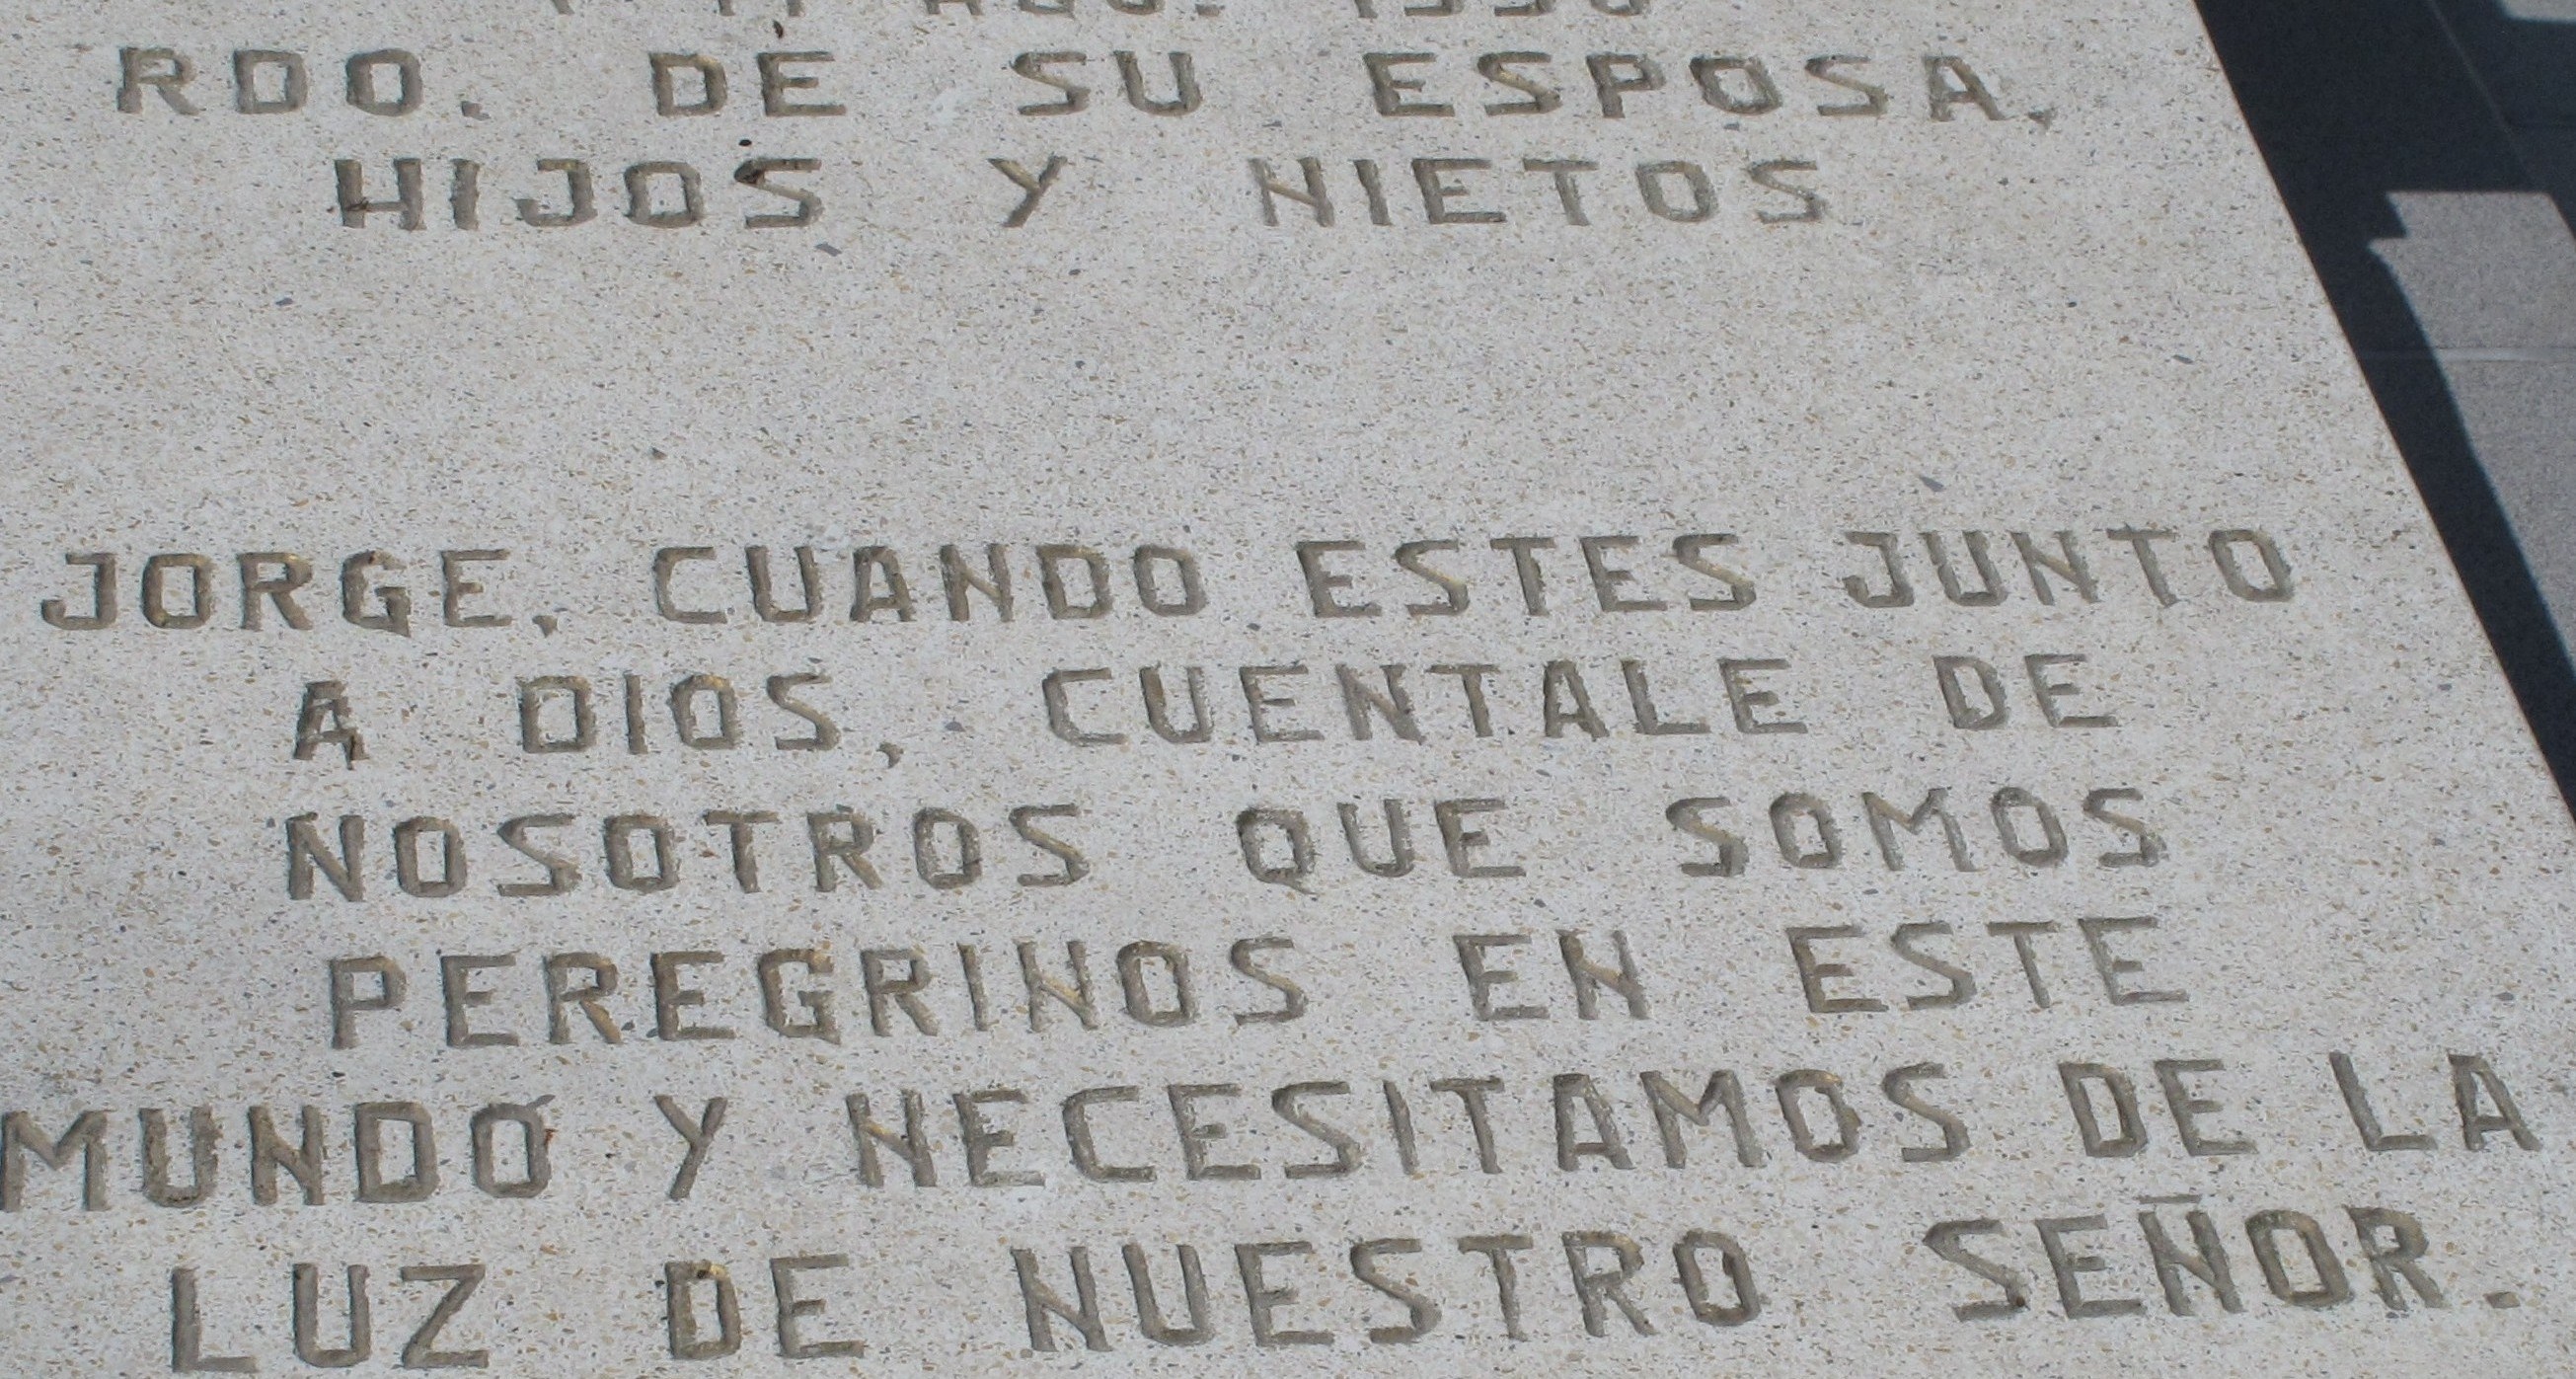 RDO. DE SU ESPOSA,
HIJOS Y NIETOS
JORGE, CUANDO ESTES JUNTO
A DIOS, CUENTALE DE
NOSOTROS QUE SOMOS
PEREGRINOS EN ESTE
MUNDO Y NECESITAMOS DE LA
LUZ DE NUESTRO SEÑOR.